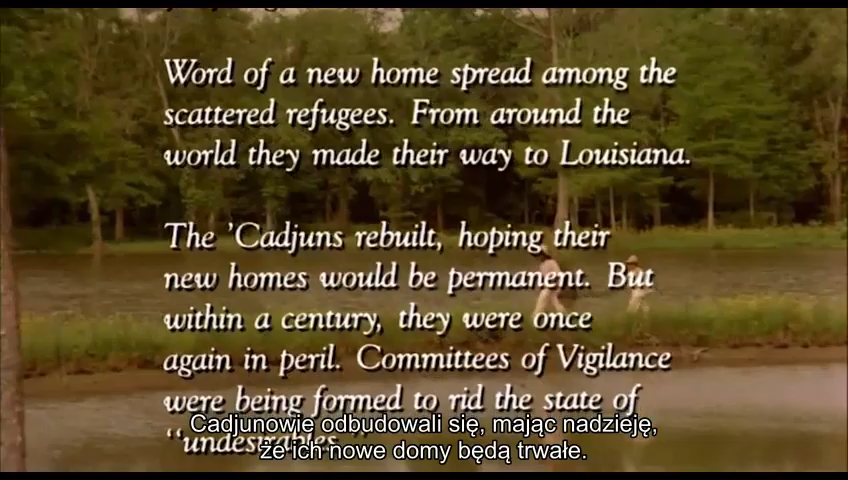 Word of a new home spread among the
scattered refugees. From around the
world they made their way to Louisiana.
The 'Cadjuns rebuilt, hoping their
new homes would be permanent. But
within a century, they were once
again in peril. Committees of Vigilance
were being formed to rid the state of
"undesirables."
Cadjunowie odbudowali się, mając nadzieję,
że ich nowe domy będą trwałe.